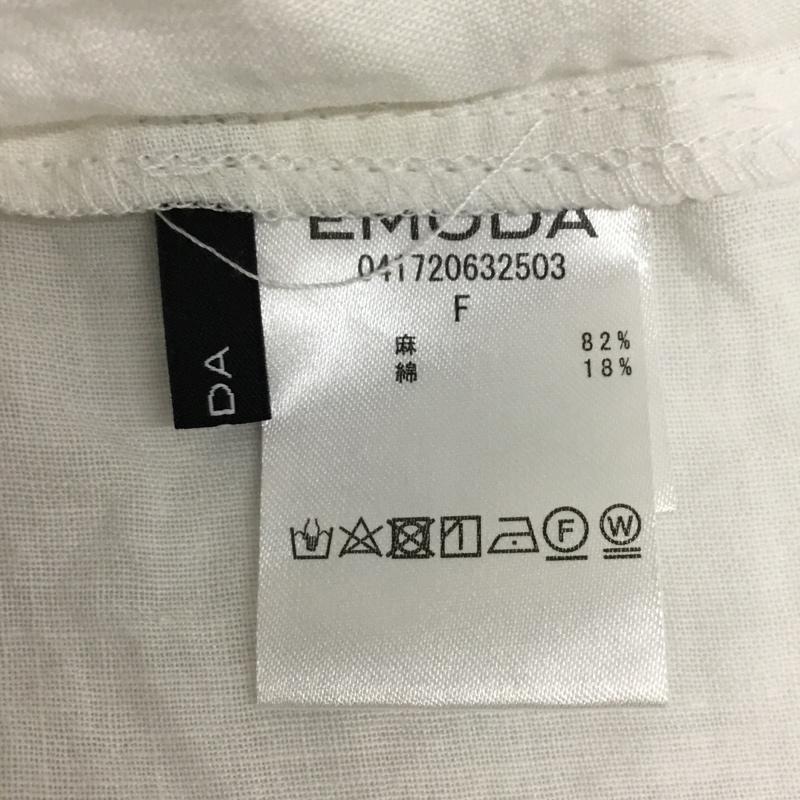 EMODA
041720632503
F
麻 82%
綿 18%
F W
DA